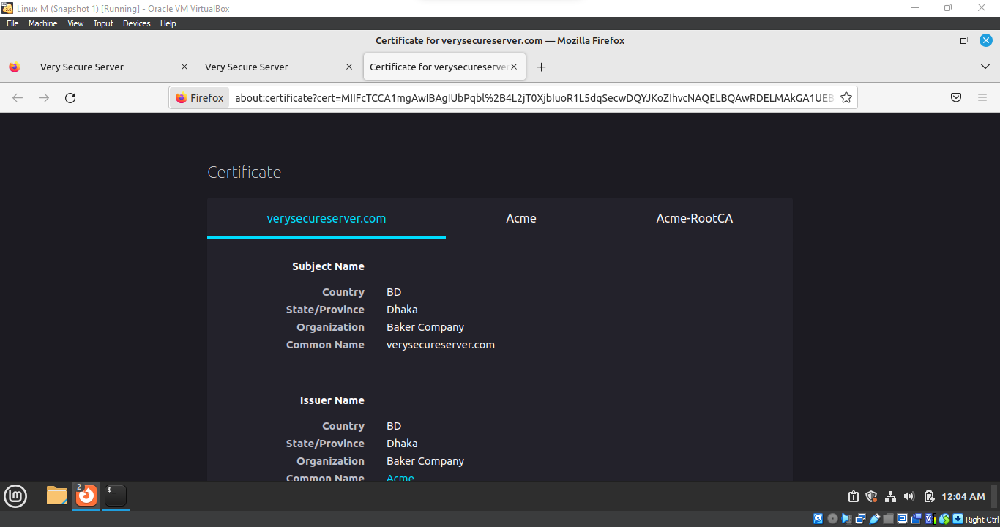 Linux M (Snapshot 1) [Running] - Oracle VM VirtualBox
File Machine View Input Devices Help
Certificate for verysecureserver.com — Mozilla Firefox
Very Secure Server
Very Secure Server
Certificate for verysecureserver
Firefox
about:certificate?cert=MIIFcTCCA1mgAwIBAgIUbPqbl%2B4L2jT0XjbIuoR1L5dqSecwDQYJKoZIhvcNAQELBQAwRDELMAkGA1UEB
Certificate
verysecureserver.com Acme Acme-RootCA
Subject Name
Country BD
State/Province Dhaka
Organization Baker Company
Common Name verysecureserver.com
Issuer Name
Country BD
State/Province Dhaka
Organization Baker Company
Common Name Acme
2
$_
lm
12:04 AM
Right Ctrl